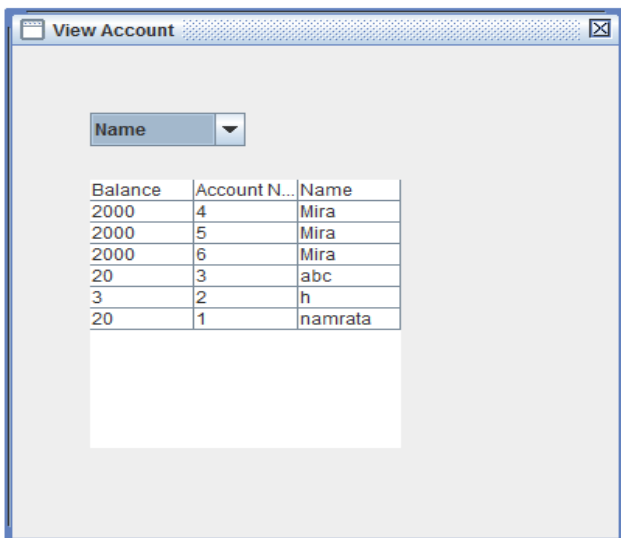 View Account
Name
Balance Account N... Name
2000 4 Mira
2000 5 Mira
2000 6 Mira
20 3 abc
3 2 h
20 1 namrata